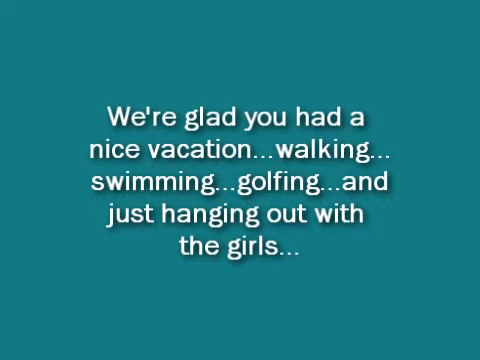 We're glad you had a
nice vacation...walking...
swimming...golfing...and
just hanging out with
the girls...